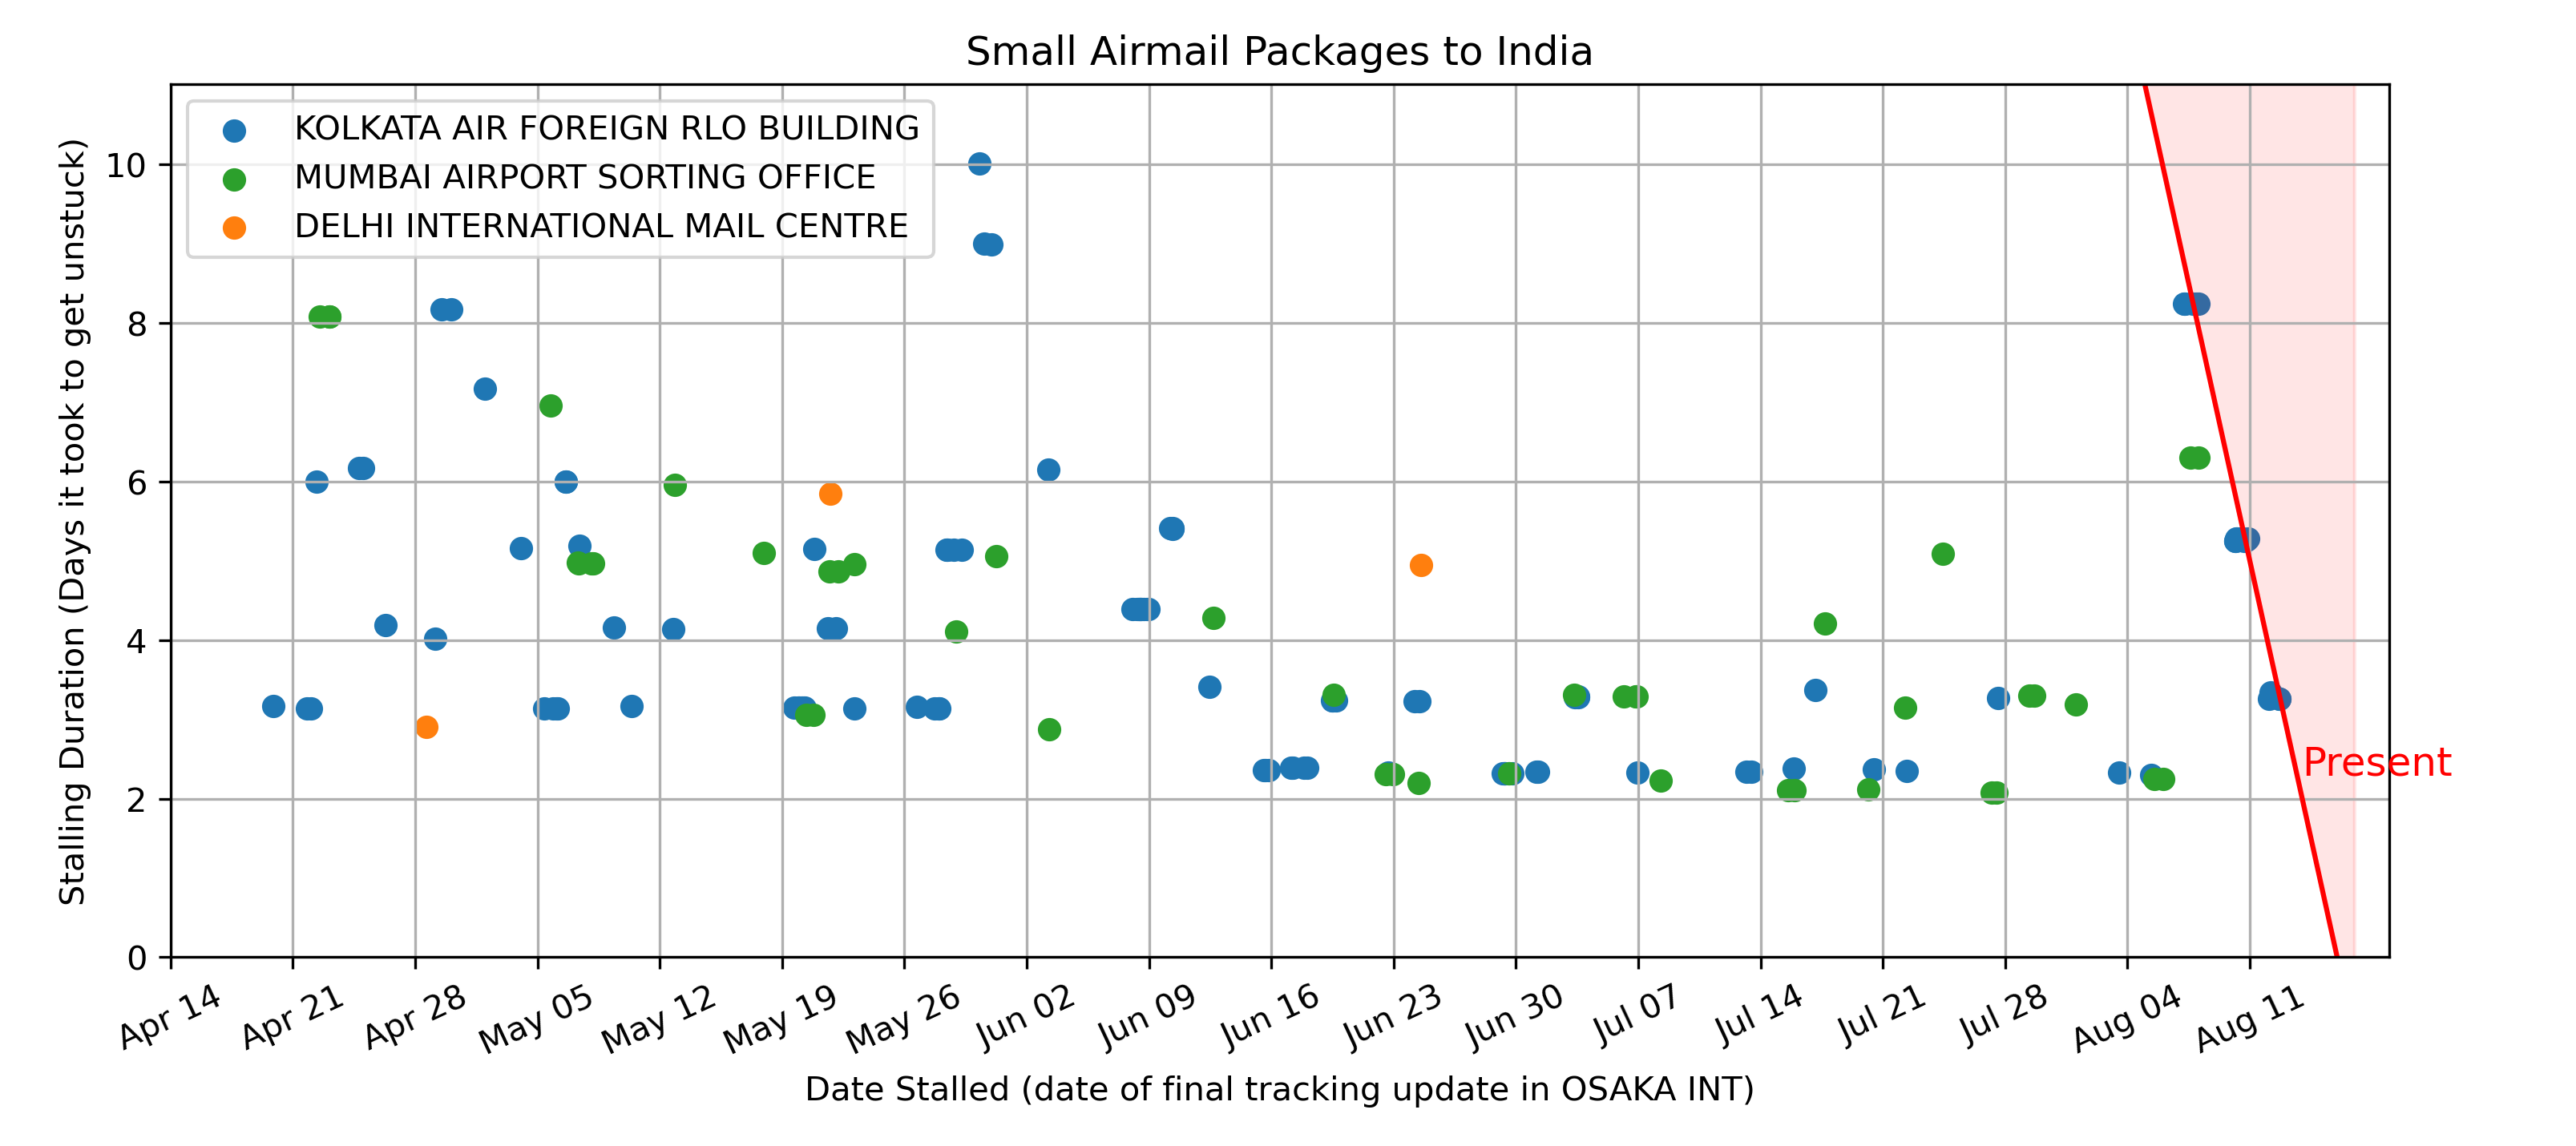 Small Airmail Packages to India
KOLKATA AIR FOREIGN RLO BUILDING
MUMBAI AIRPORT SORTING OFFICE
DELHI INTERNATIONAL MAIL CENTRE
Stalling Duration (Days it took to get unstuck)
10
8
6
4
2
0
Present
Apr 14
Apr 21
Apr 28
May 05
May 12
May 19
May 26
Jun 02
Jun 09
Jun 16
Jun 23
Jun 30
Jul 07
Jul 14
Jul 21
Jul 28
Aug 04
Aug 11
Date Stalled (date of final tracking update in OSAKA INT)